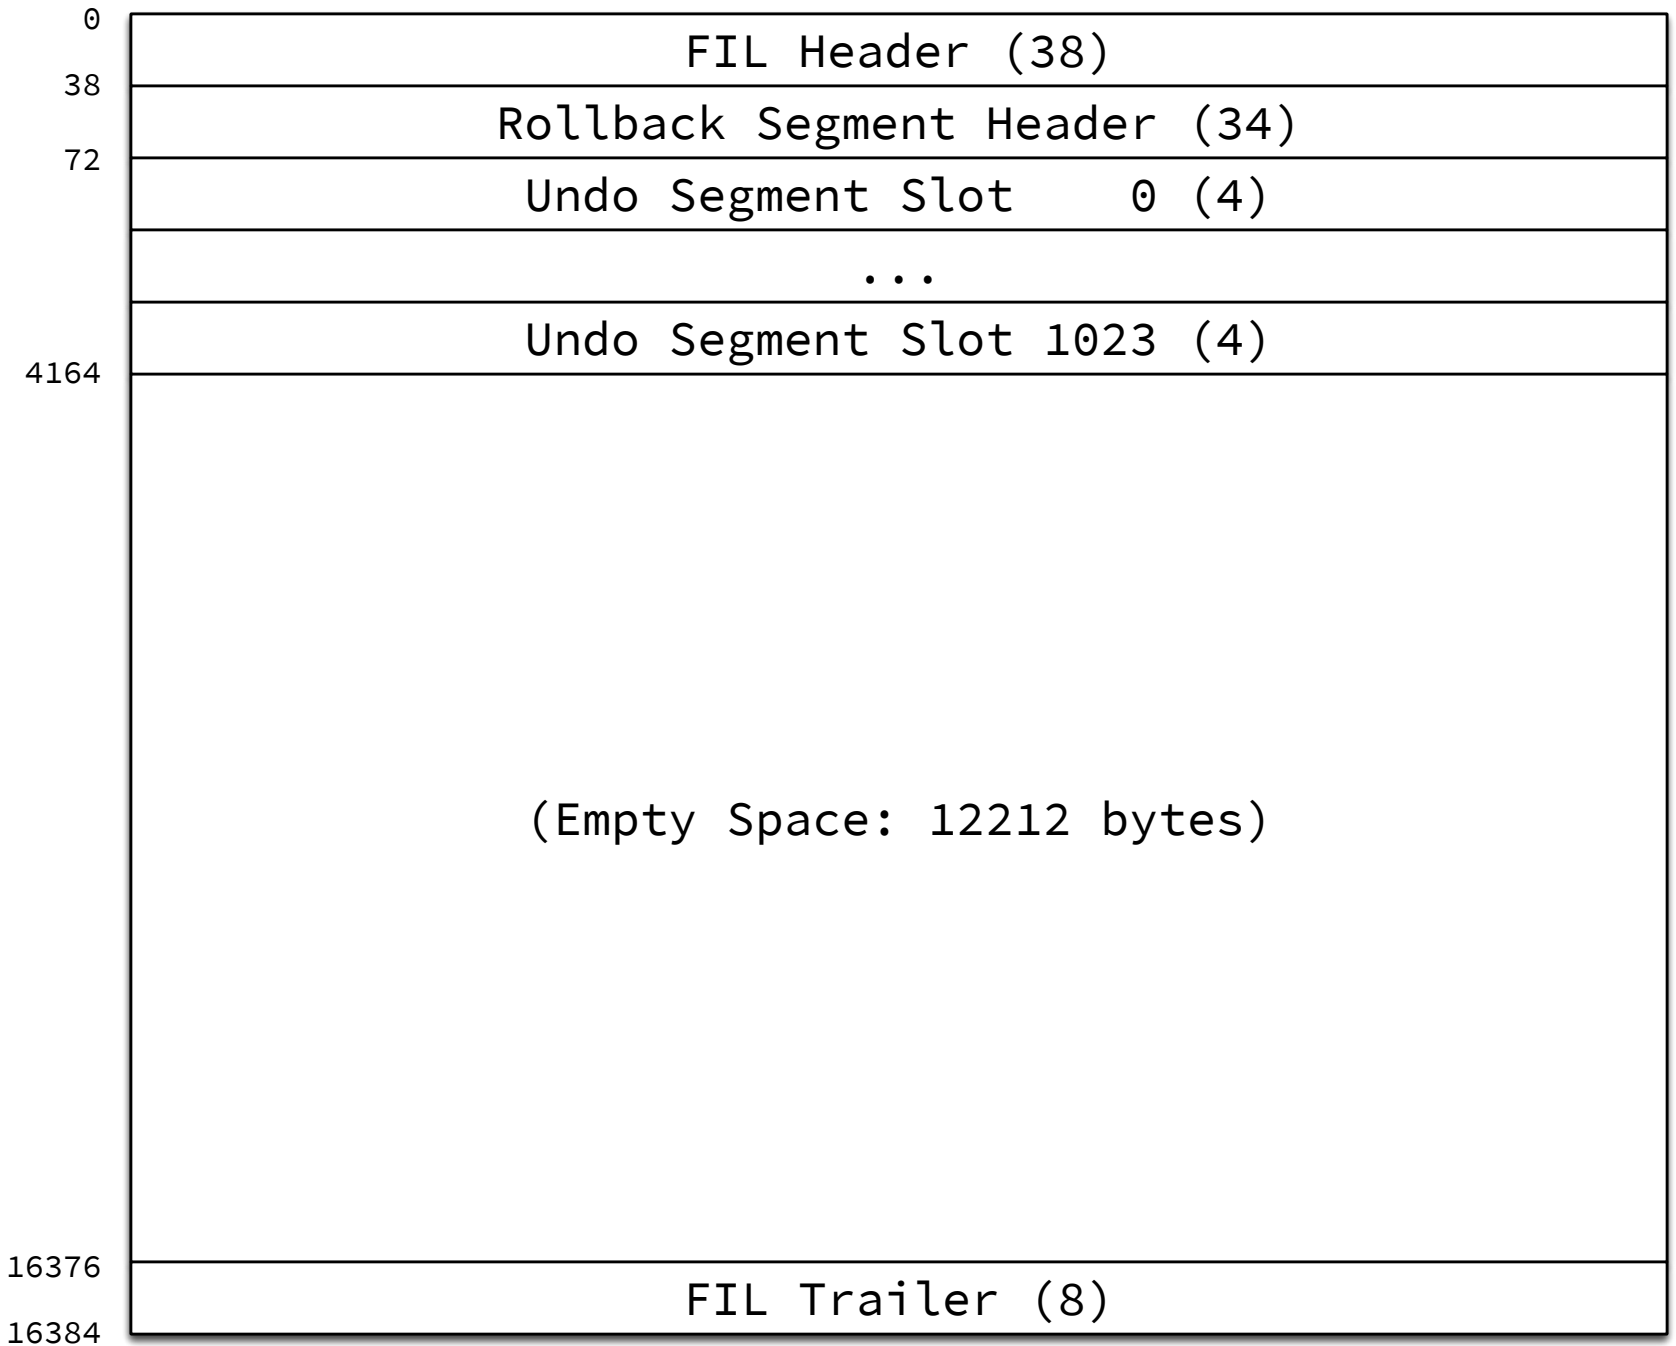 0
FIL Header (38)
38
Rollback Segment Header (34)
72
Undo Segment Slot    0 (4)
...
Undo Segment Slot 1023 (4)
4164
(Empty Space: 12212 bytes)
16376
FIL Trailer (8)
16384